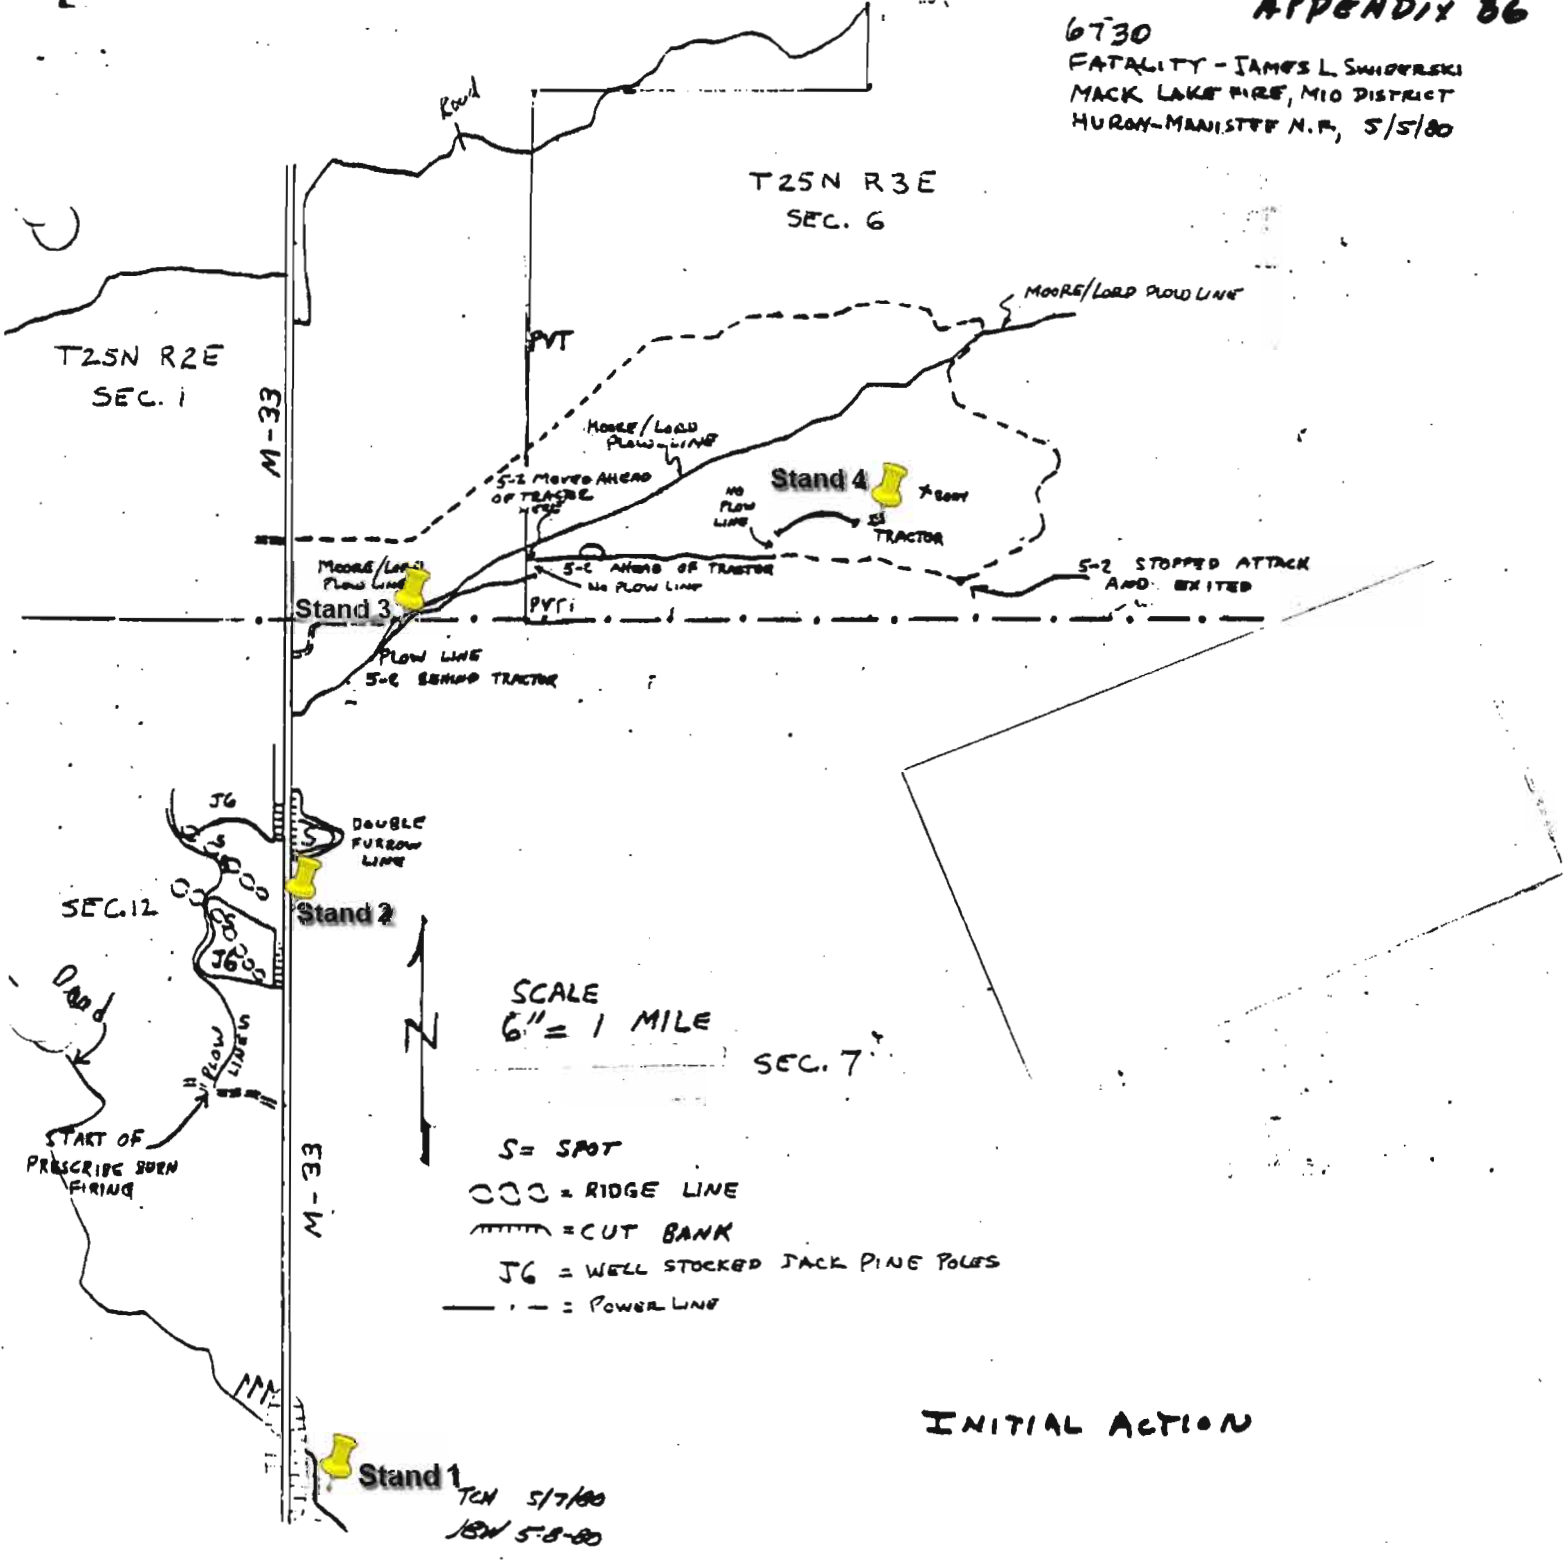 APPENDIX B6
6730
FATALITY - JAMES L SWIDERSKI
MACK LAKE FIRE, MIO DISTRICT
HURON-MANISTEE N.F., 5/5/80
Road
T25N R3E
SEC. 6
MOORE/LORD PLOW LINE
T25N R2E
SEC. 1
M-33
PVT
MOORE/LORD
PLOW-LINE
5-2 MOVED AHEAD
OF TRACTOR
HERE
Stand 4
NO
PLOW
LINE
BODY
TRACTOR
MOORE/LORD
PLOW LINE
5-2 AHEAD OF TRACTOR
NO PLOW LINE
5-2 STOPPED ATTACK
AND EXITED
Stand 3
PVT
PLOW LINE
5-2 BEHIND TRACTOR
J6
S
S
DOUBLE
FURROW
LINE
SEC. 12
Stand 2
S
J6
Road
S
PLOW
LINE
N
SCALE
6" = 1 MILE
SEC. 7
START OF
PRESCRIBE BURN
FIRING
M-33
S = SPOT
= RIDGE LINE
= CUT BANK
J6 = WELL STOCKED JACK PINE POLES
= POWER LINE
INITIAL ACTION
Stand 1
TCN 5/7/80
JBW 5-8-80